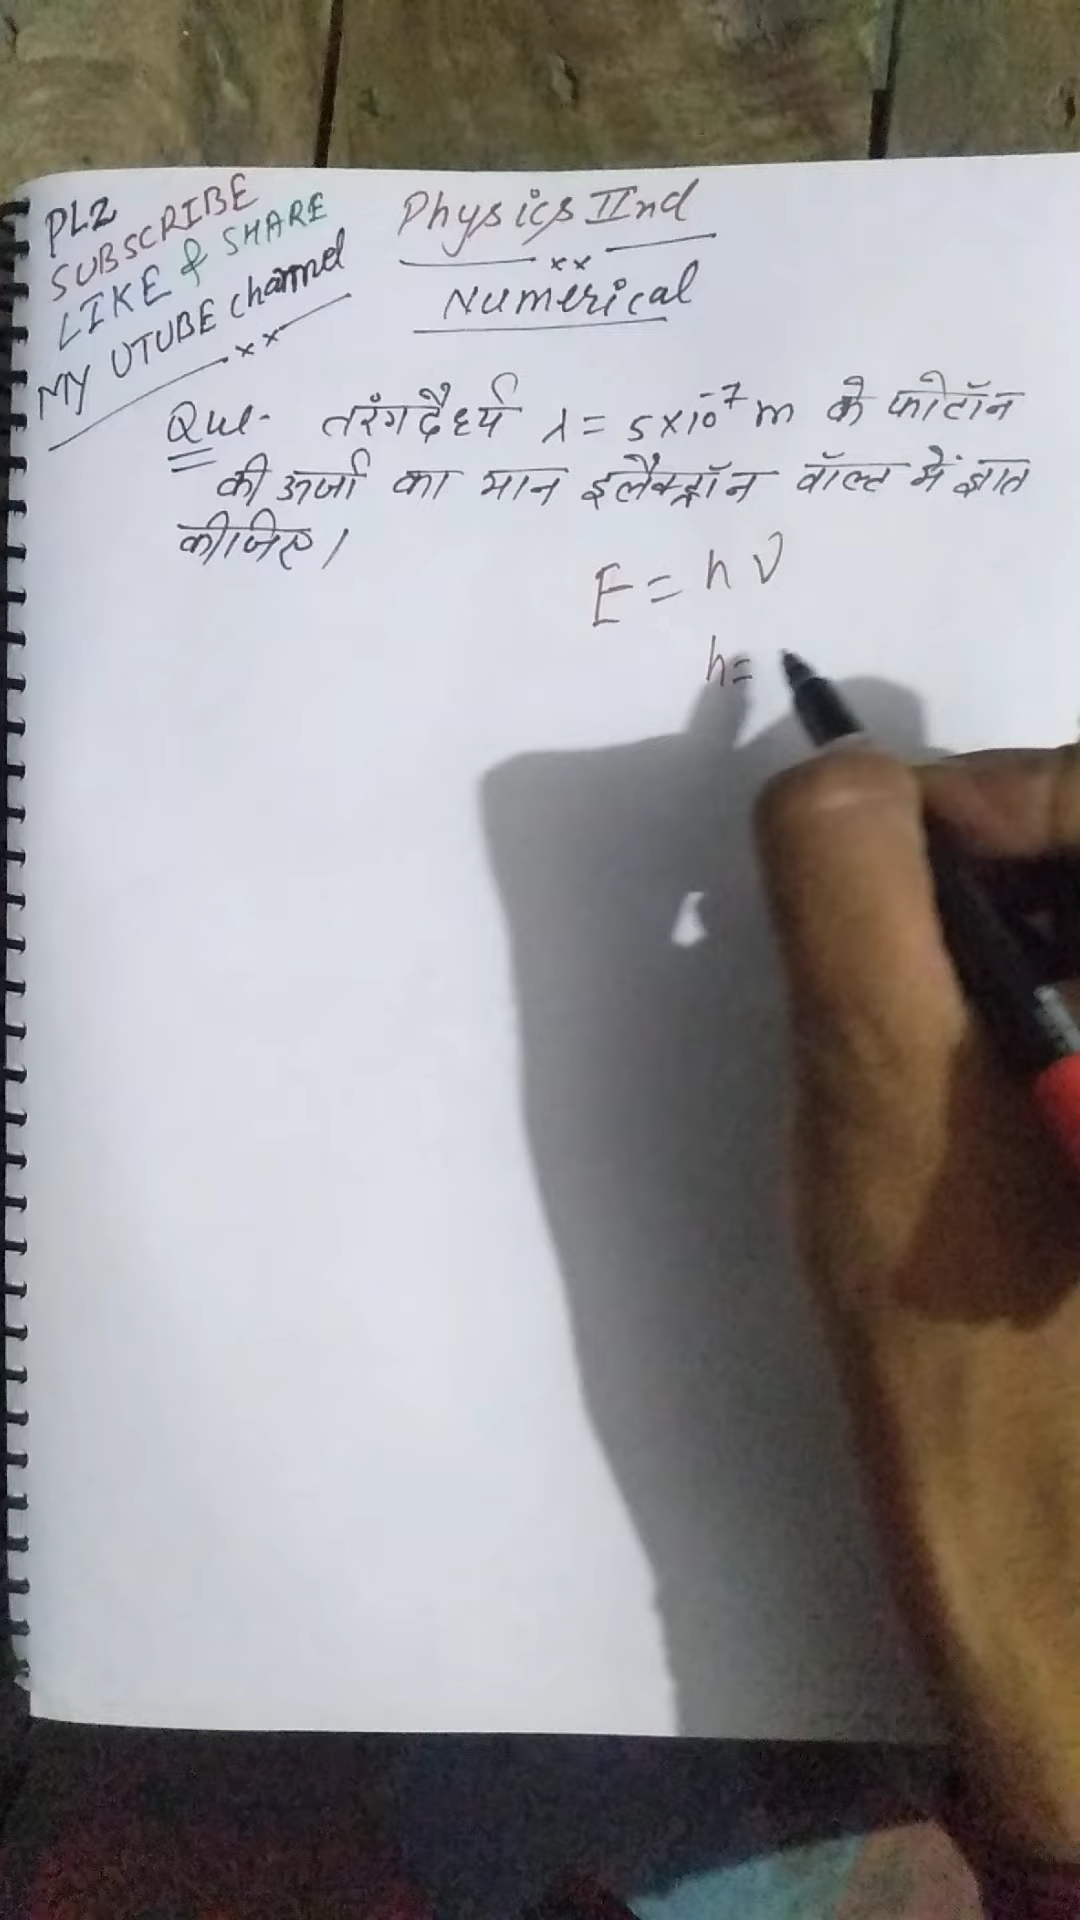 PLZ
SUBSCRIBE
LIKE & SHARE
MY UTUBE channel
Physics IInd
Numerical
Que- तरंगदैर्ध्य λ = 5×10⁻⁷ m के फोटॉन
की ऊर्जा का मान इलैक्ट्रॉन वॉल्ट में ज्ञात
कीजिए।
E = hν
h =